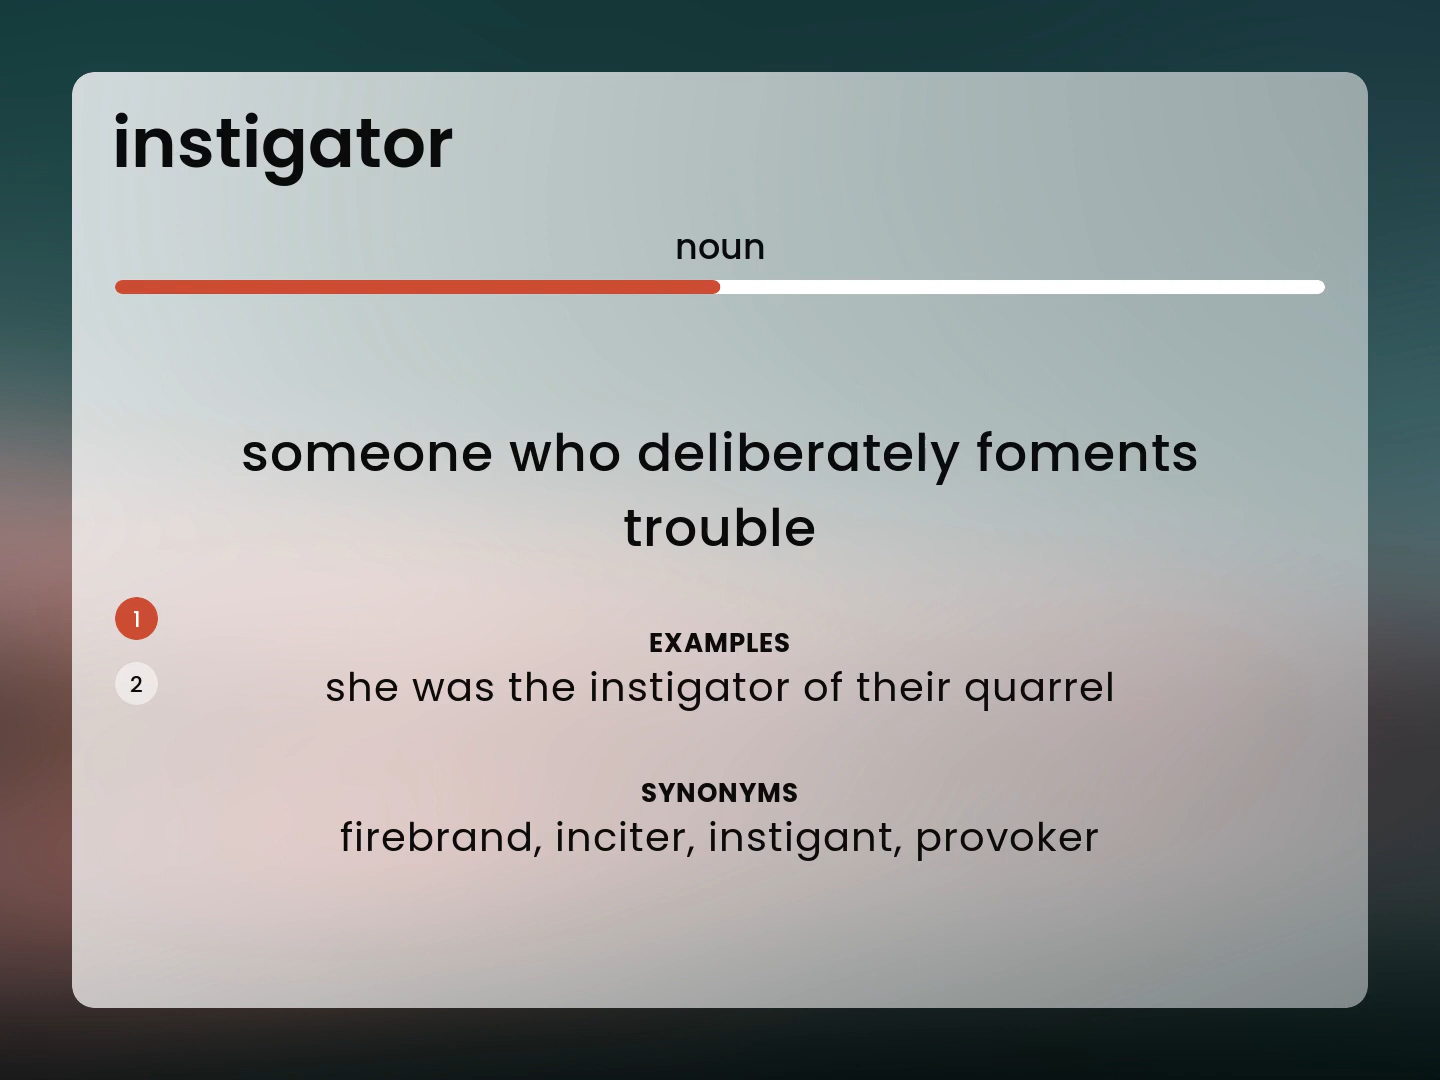 instigator
noun
someone who deliberately foments
trouble
1
EXAMPLES
2
she was the instigator of their quarrel
SYNONYMS
firebrand, inciter, instigant, provoker